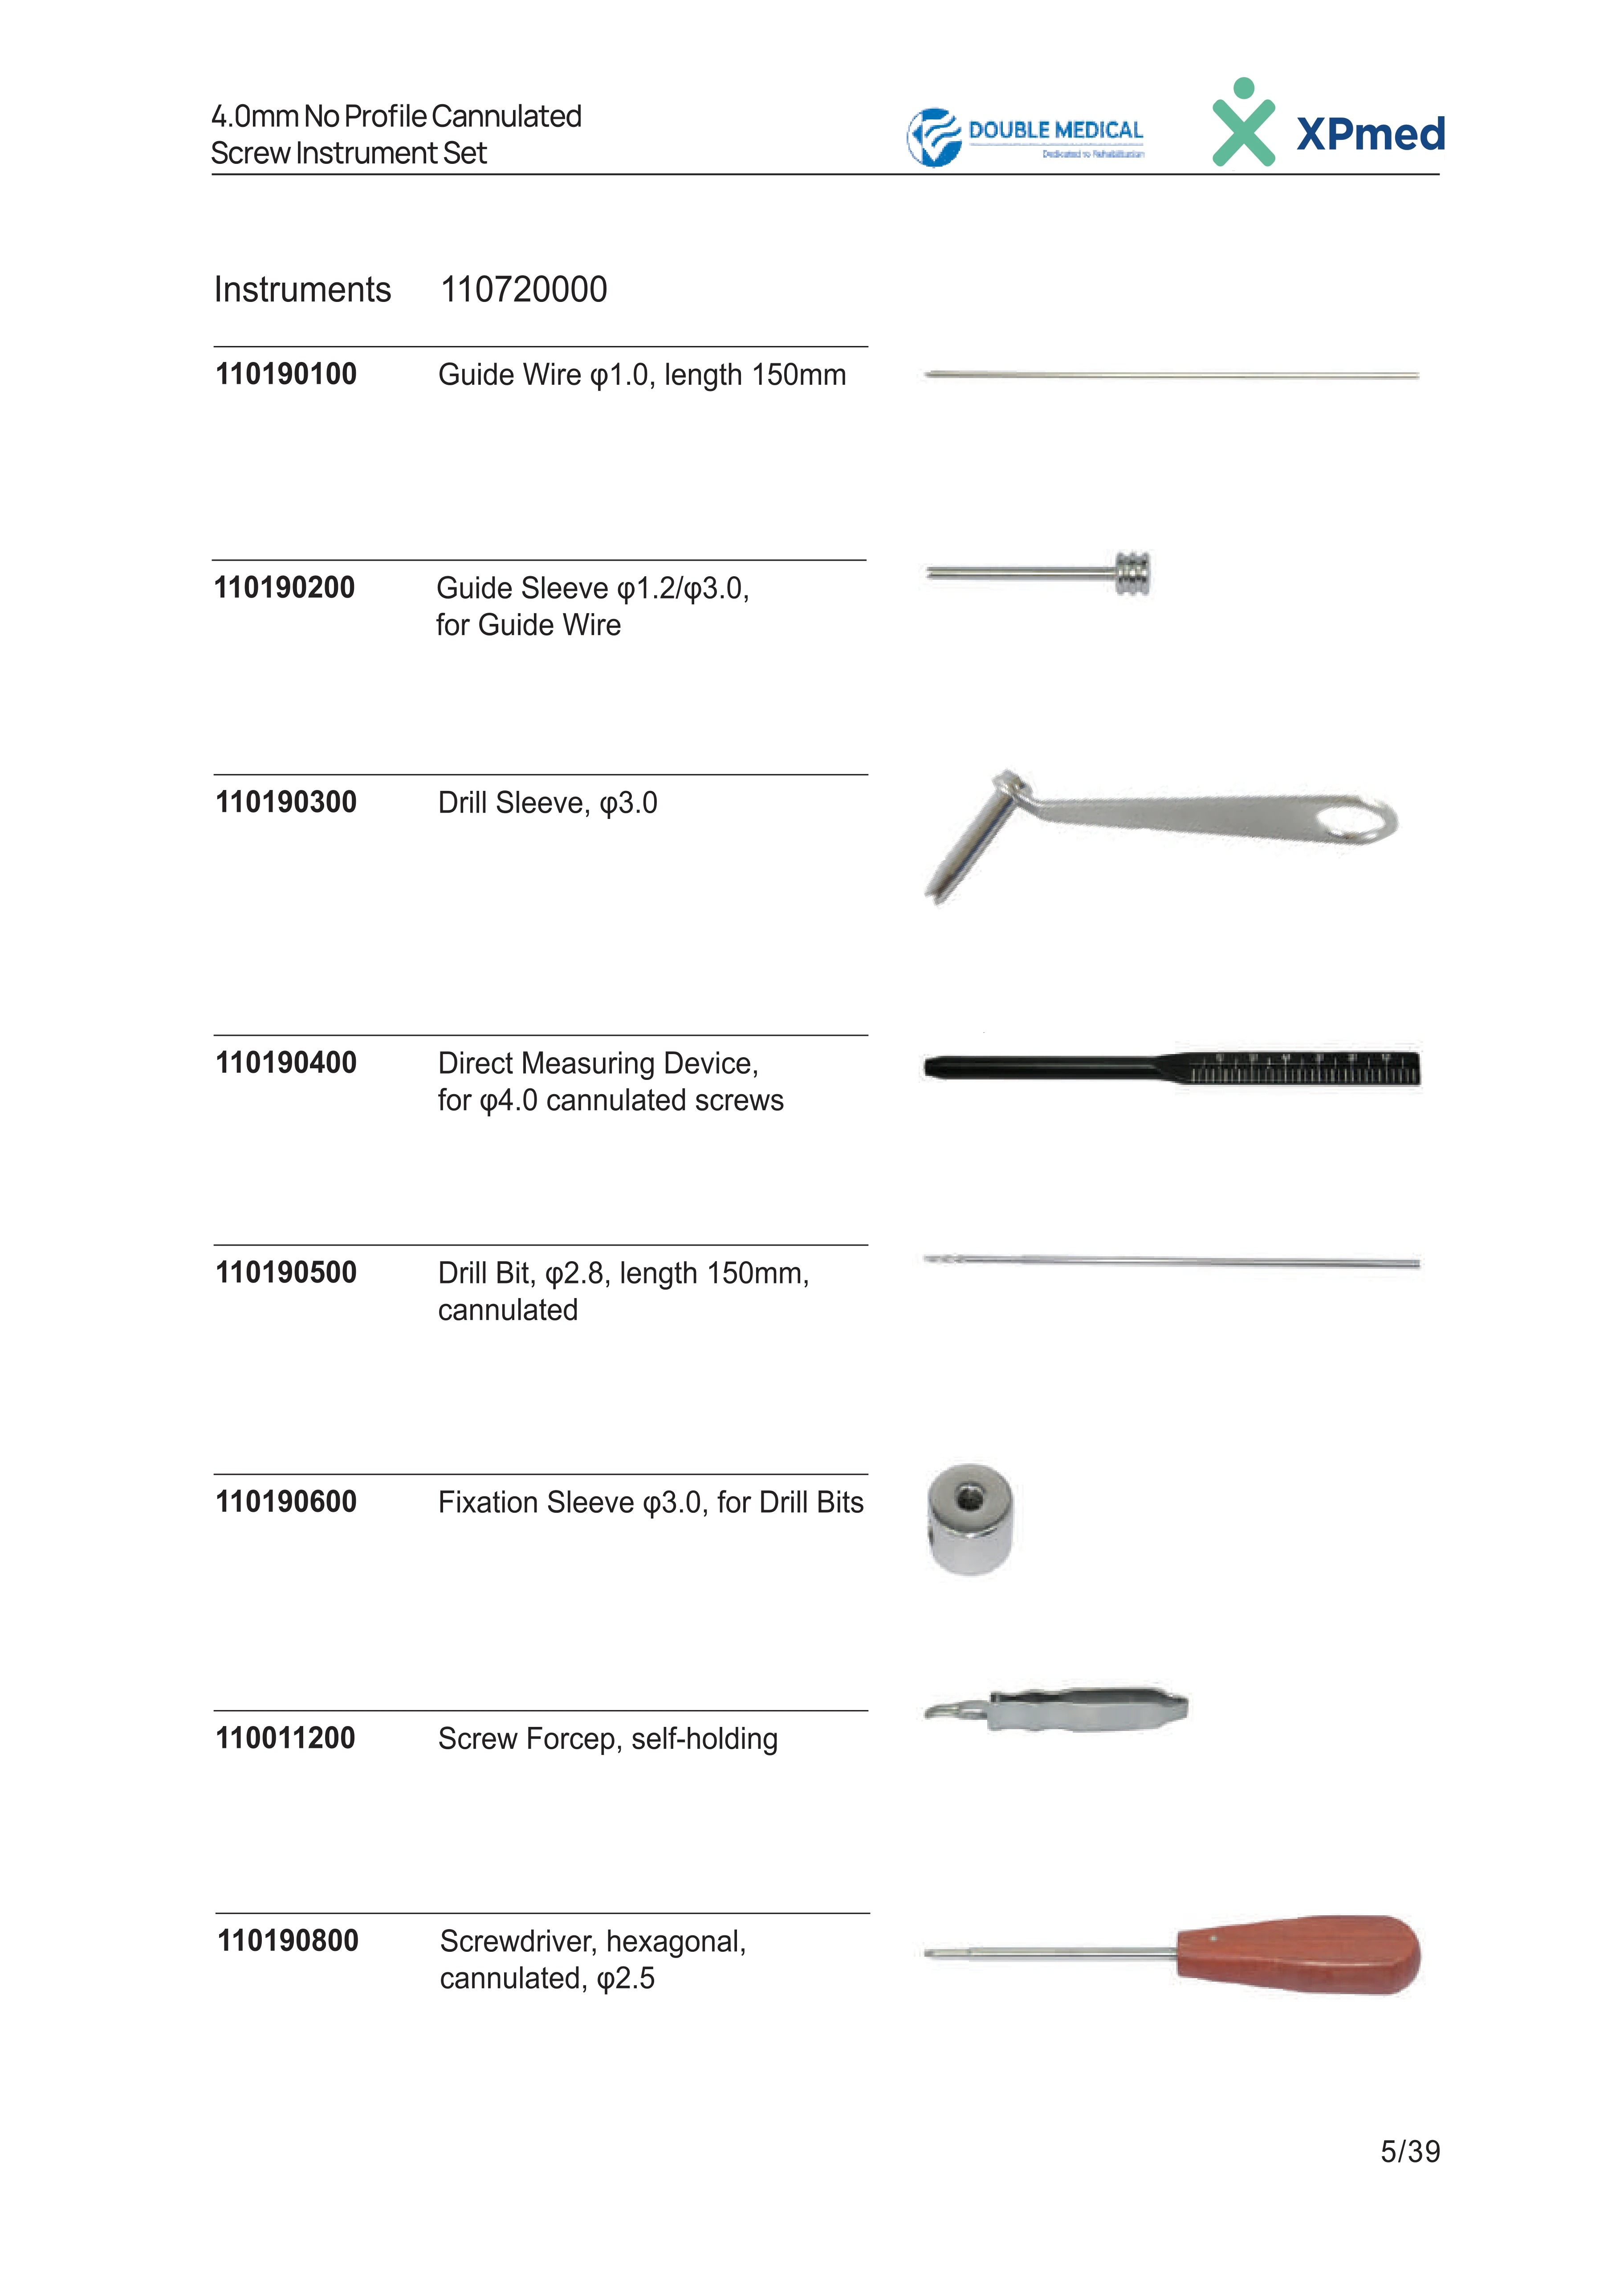 4.0mm No Profile Cannulated
Screw Instrument Set
DOUBLE MEDICAL
Dedicated to Rehabilitation
XPmed
Instruments 110720000
110190100 Guide Wire φ1.0, length 150mm
110190200 Guide Sleeve φ1.2/φ3.0,
for Guide Wire
110190300 Drill Sleeve, φ3.0
110190400 Direct Measuring Device,
for φ4.0 cannulated screws
110190500 Drill Bit, φ2.8, length 150mm,
cannulated
110190600 Fixation Sleeve φ3.0, for Drill Bits
110011200 Screw Forcep, self-holding
110190800 Screwdriver, hexagonal,
cannulated, φ2.5
5/39